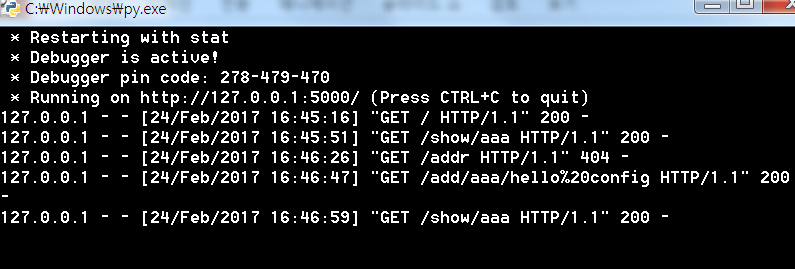 C:₩Windows₩py.exe
* Restarting with stat
* Debugger is active!
* Debugger pin code: 278-479-470
* Running on http://127.0.0.1:5000/ (Press CTRL+C to quit)
127.0.0.1 - - [24/Feb/2017 16:45:16] "GET / HTTP/1.1" 200 -
127.0.0.1 - - [24/Feb/2017 16:45:51] "GET /show/aaa HTTP/1.1" 200 -
127.0.0.1 - - [24/Feb/2017 16:46:26] "GET /addr HTTP/1.1" 404 -
127.0.0.1 - - [24/Feb/2017 16:46:47] "GET /add/aaa/hello%20config HTTP/1.1" 200
-
127.0.0.1 - - [24/Feb/2017 16:46:59] "GET /show/aaa HTTP/1.1" 200 -